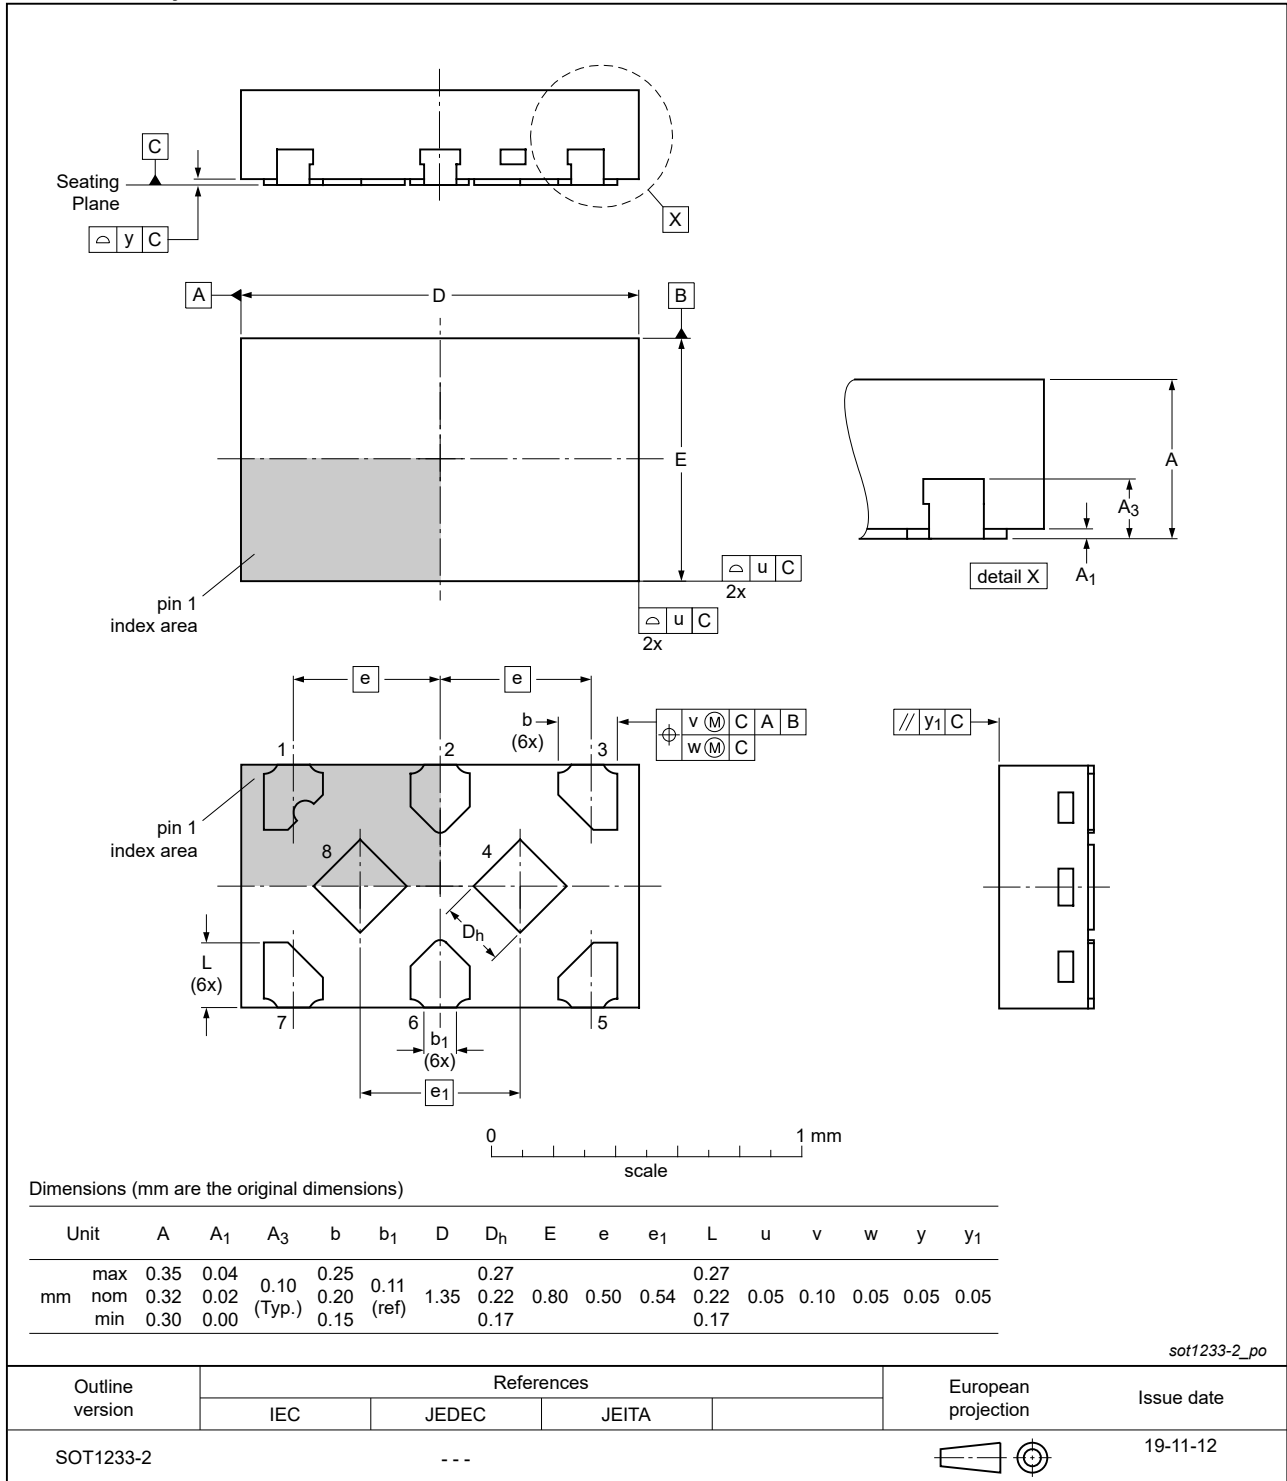 C
Seating
Plane
y C
X
A
D
B
E
A
A3
A1
detail X
pin 1
index area
u C
2x
u C
2x
e
e
b
(6x)
v M C A B
w M C
// y1 C
1
2
3
pin 1
index area
8
4
Dh
L
(6x)
7
6
5
b1
(6x)
e1
0
1 mm
scale
Dimensions (mm are the original dimensions)
Unit A A1 A3 b b1 D Dh E e e1 L u v w y y1
mm
max 0.35 0.04 0.25 0.27 0.27
nom 0.32 0.02 0.10 (Typ.) 0.20 0.11 (ref) 1.35 0.22 0.80 0.50 0.54 0.22 0.05 0.10 0.05 0.05 0.05
min 0.30 0.00 0.15 0.17 0.17
sot1233-2_po
Outline
version
References
European
projection
Issue date
IEC JEDEC JEITA
SOT1233-2
- - -
19-11-12